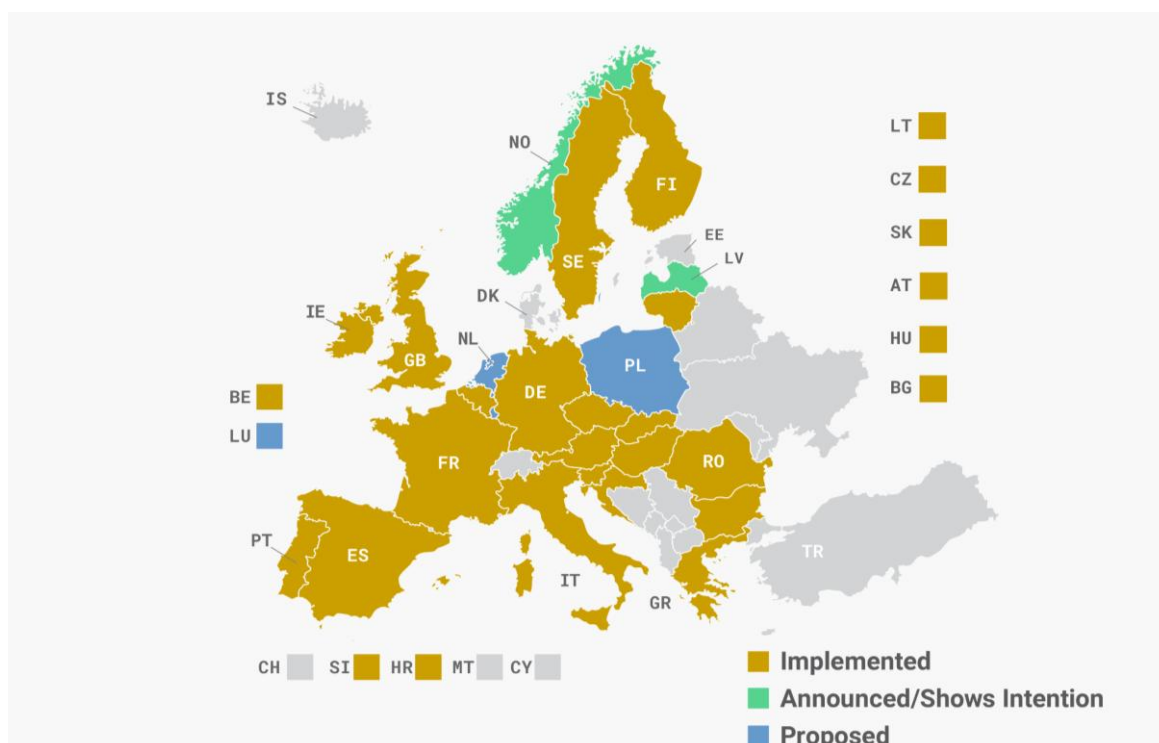 IS
NO
FI
SE
EE
LV
DK
IE
GB
NL
PL
DE
BE
LU
FR
RO
PT
ES
IT
GR
TR
LT
CZ
SK
AT
HU
BG
CH
SI
HR
MT
CY
Implemented
Announced/Shows Intention
Proposed